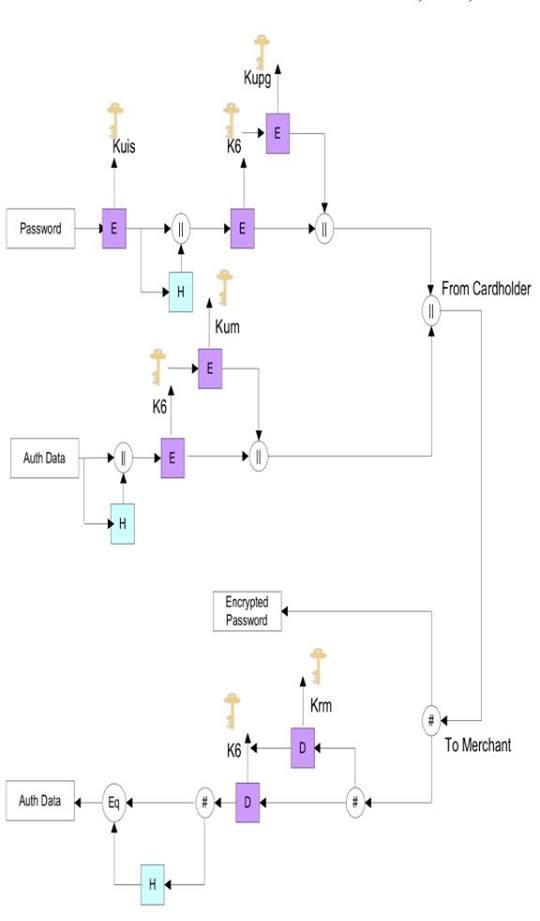 Kupg
E
Kuis
K6
Password
E
||
E
||
H
From Cardholder
||
Kum
E
K6
Auth Data
||
E
||
H
Encrypted
Password
Krm
#
To Merchant
K6
D
Auth Data
Eq
#
D
#
H